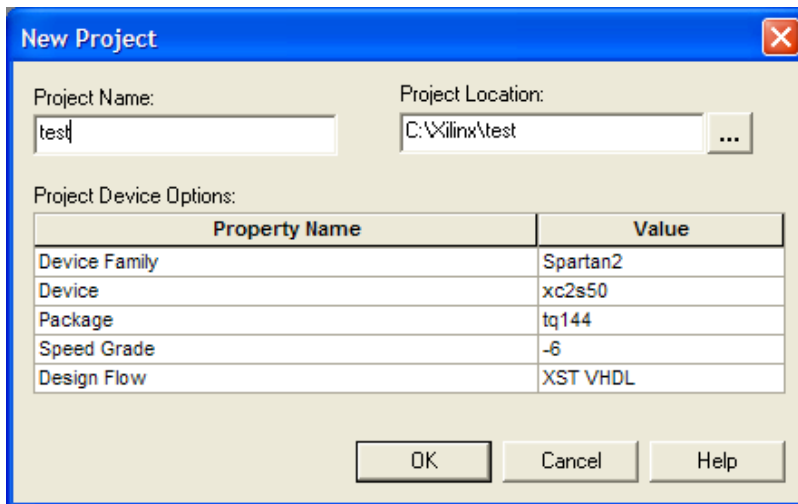 New Project
Project Name:
Project Location:
test
C:\Xilinx\test
...
Project Device Options:
Property Name Value
Device Family Spartan2
Device xc2s50
Package tq144
Speed Grade -6
Design Flow XST VHDL
OK Cancel Help